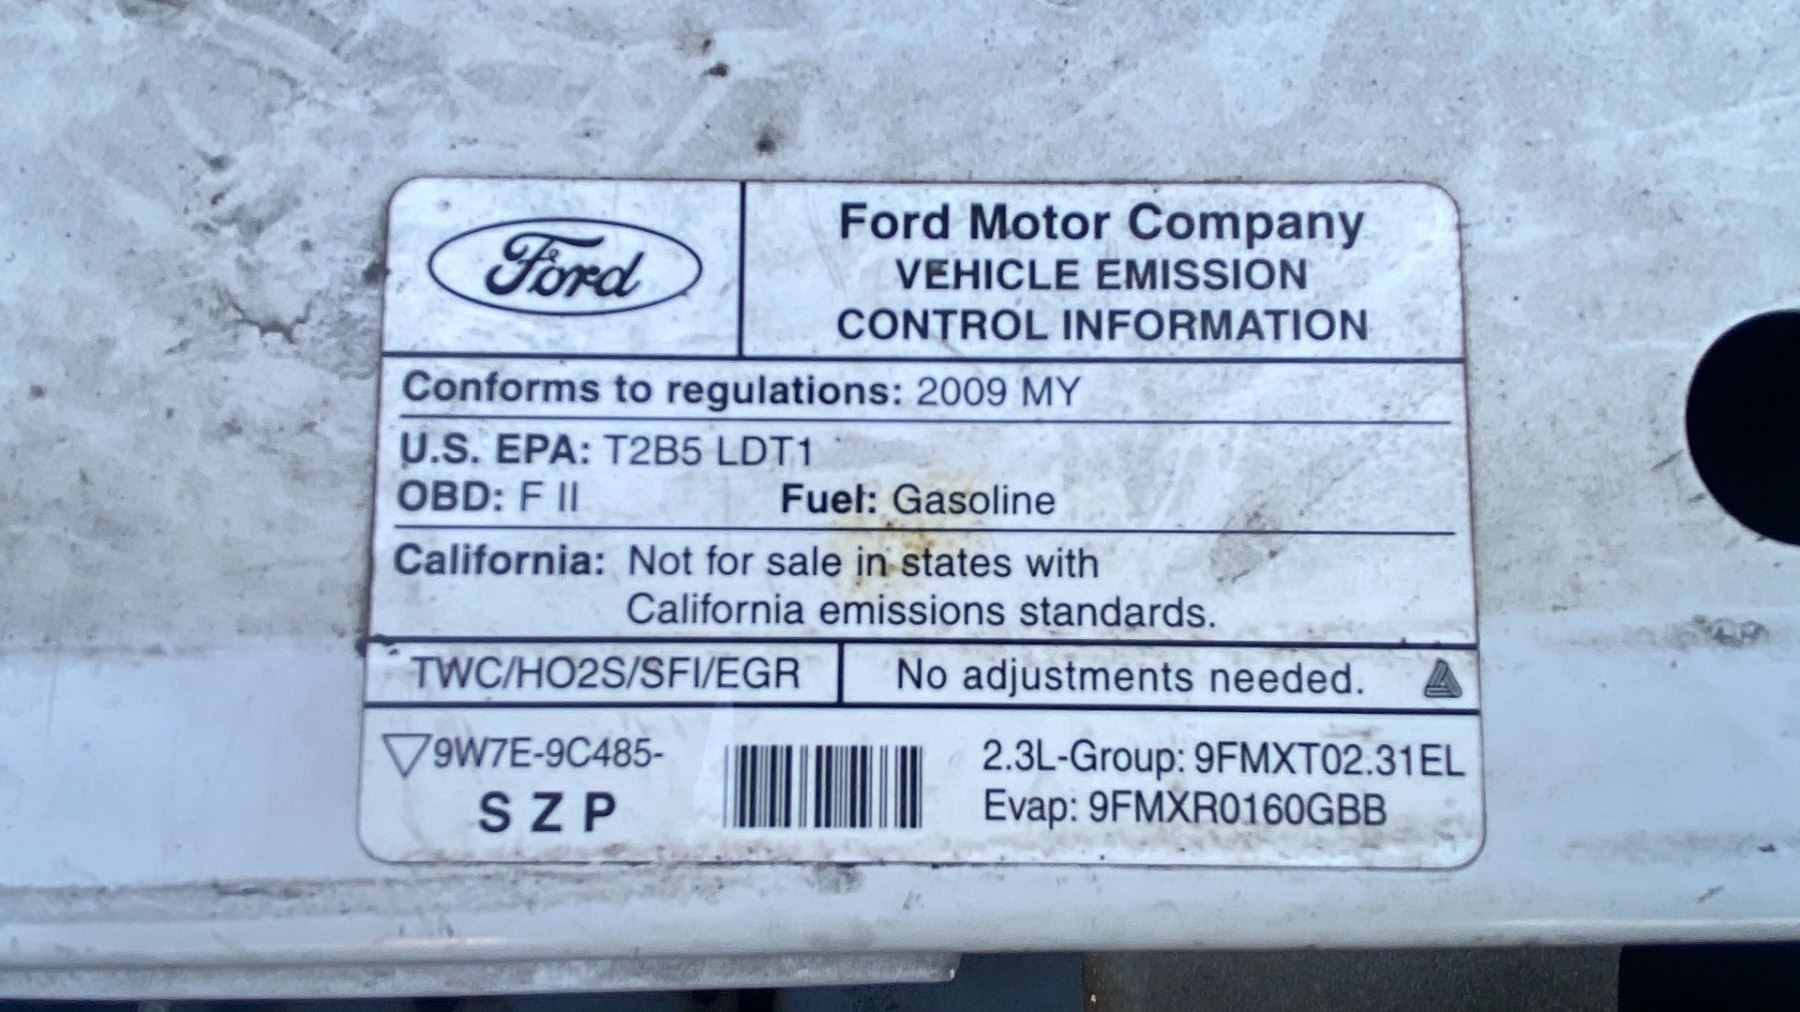 Ford
Ford Motor Company
VEHICLE EMISSION
CONTROL INFORMATION
Conforms to regulations: 2009 MY
U.S. EPA: T2B5 LDT1
OBD: F II Fuel: Gasoline
California: Not for sale in states with
California emissions standards.
TWC/HO2S/SFI/EGR
No adjustments needed.
9W7E-9C485-
S Z P
2.3L-Group: 9FMXT02.31EL
Evap: 9FMXR0160GBB